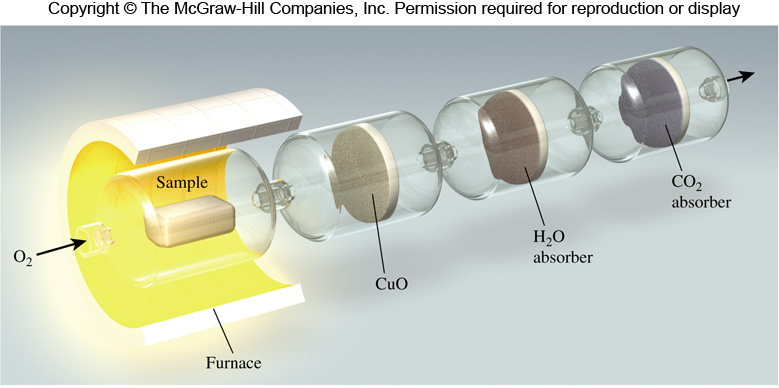 Copyright © The McGraw-Hill Companies, Inc. Permission required for reproduction or display
Sample
O₂
Furnace
CuO
H₂O
absorber
CO₂
absorber